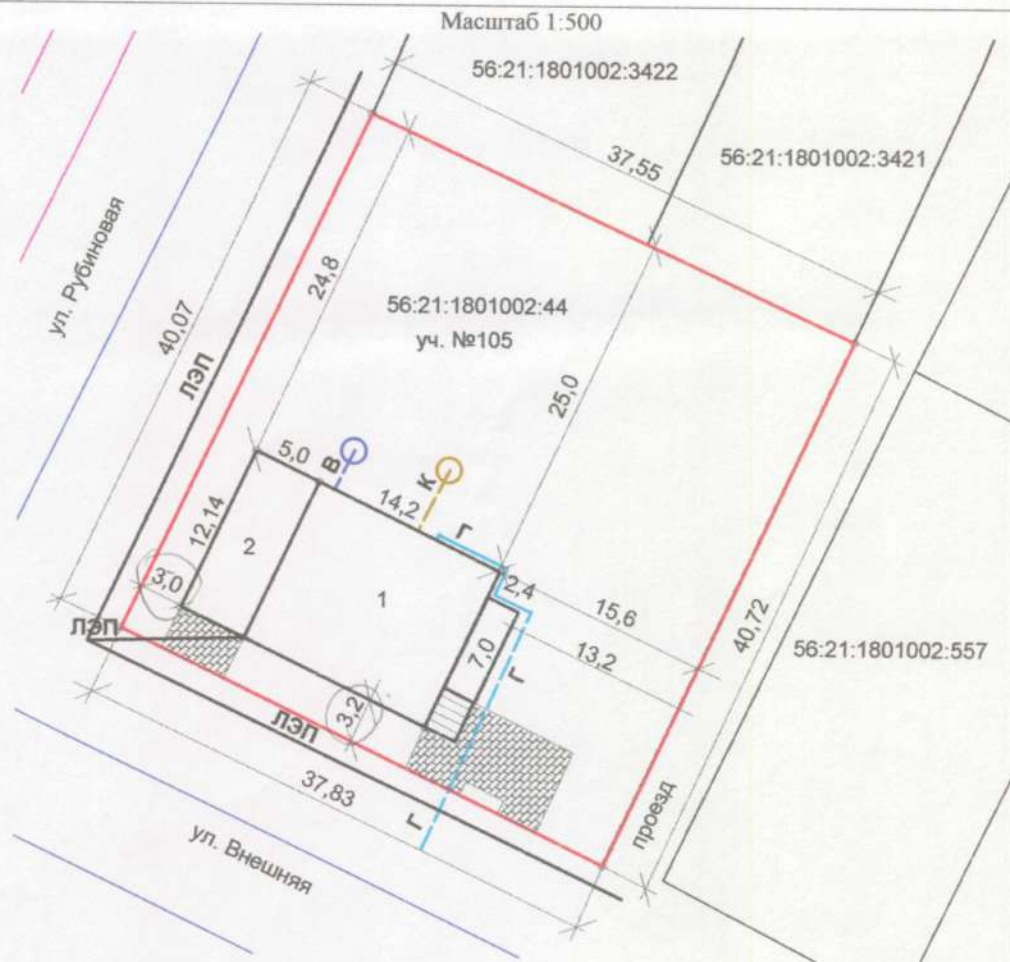 Масштаб 1:500
56:21:1801002:3422
37,55
56:21:1801002:3421
ул. Рубиновая
40,07
ЛЭП
24,8
56:21:1801002:44
уч. №105
25,0
5,0
В
К
14,2
Г
12,14
2
3,0
1
2,4
15,6
13,2
40,72
56:21:1801002:557
7,0
Г
ЛЭП
3,2
ЛЭП
37,83
Г
проезд
ул. Внешняя